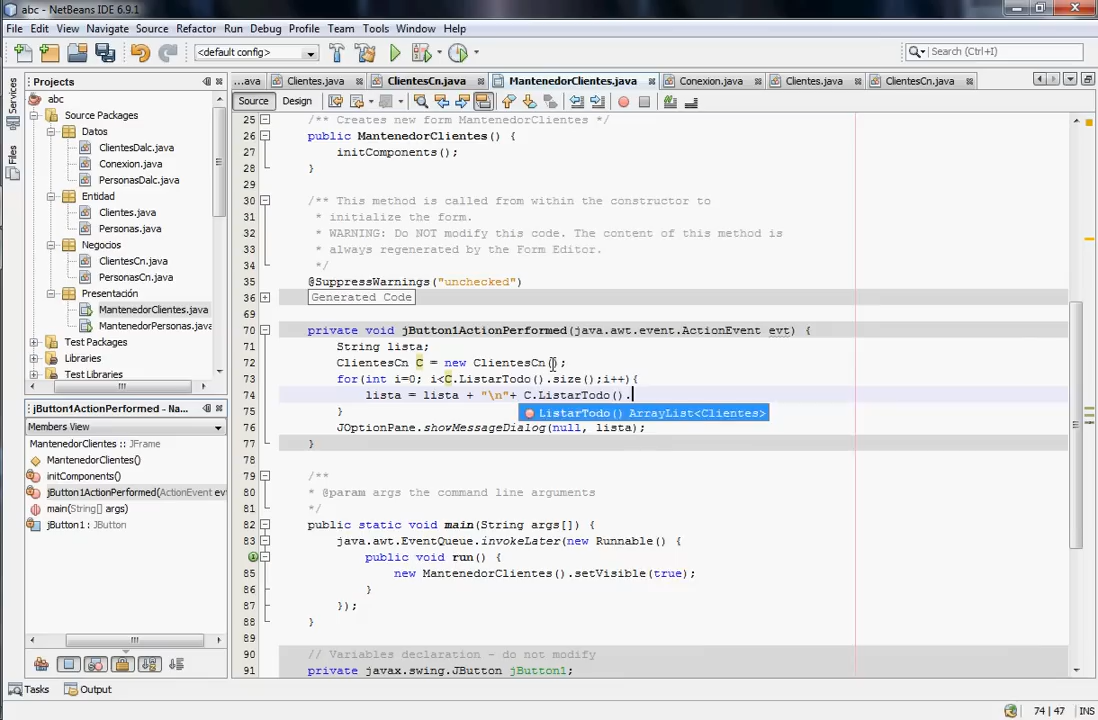 abc - NetBeans IDE 6.9.1
File Edit View Navigate Source Refactor Run Debug Profile Team Tools Window Help
<default config>
Search (Ctrl+I)
Services
Files
Projects
abc
Source Packages
Datos
ClientesDalc.java
Conexion.java
PersonasDalc.java
Entidad
Clientes.java
Personas.java
Negocios
ClientesCn.java
PersonasCn.java
Presentación
MantenedorClientes.java
MantenedorPersonas.java
Test Packages
Libraries
Test Libraries
jButton1ActionPerformed(java.awt... - Na...
Members View
MantenedorClientes :: JFrame
MantenedorClientes()
initComponents()
jButton1ActionPerformed(ActionEvent ev
main(String[] args)
jButton1 : JButton
...ava Clientes.java ClientesCn.java MantenedorClientes.java Conexion.java Clientes.java ClientesCn.java
Source Design
25 /** Creates new form MantenedorClientes */
26 public MantenedorClientes() {
27 initComponents();
28 }
29
30 /** This method is called from within the constructor to
31 * initialize the form.
32 * WARNING: Do NOT modify this code. The content of this method is
33 * always regenerated by the Form Editor.
34 */
35 @SuppressWarnings("unchecked")
36 Generated Code
69
70 private void jButton1ActionPerformed(java.awt.event.ActionEvent evt) {
71 String lista;
72 ClientesCn C = new ClientesCn();
73 for(int i=0; i<C.ListarTodo().size();i++){
74 lista = lista + "\n"+ C.ListarTodo().
ListarTodo() ArrayList<Clientes>
75 }
76 JOptionPane.showMessageDialog(null, lista);
77 }
78
79 /**
80 * @param args the command line arguments
81 */
82 public static void main(String args[]) {
83 java.awt.EventQueue.invokeLater(new Runnable() {
public void run() {
85 new MantenedorClientes().setVisible(true);
86 }
87 });
88 }
89
90 // Variables declaration - do not modify
91 private javax.swing.JButton jButton1;
Tasks Output
74 | 47 INS